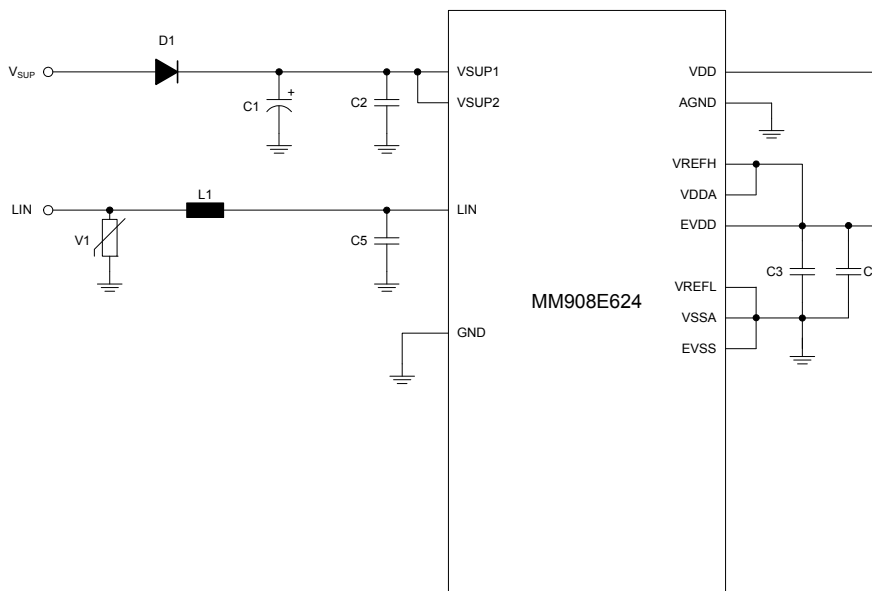 D1
V_SUP
VSUP1
VDD
C1
+
C2
VSUP2
AGND
VREFH
L1
VDDA
LIN
LIN
EVDD
V1
C5
C3
C
VREFL
MM908E624
VSSA
GND
EVSS